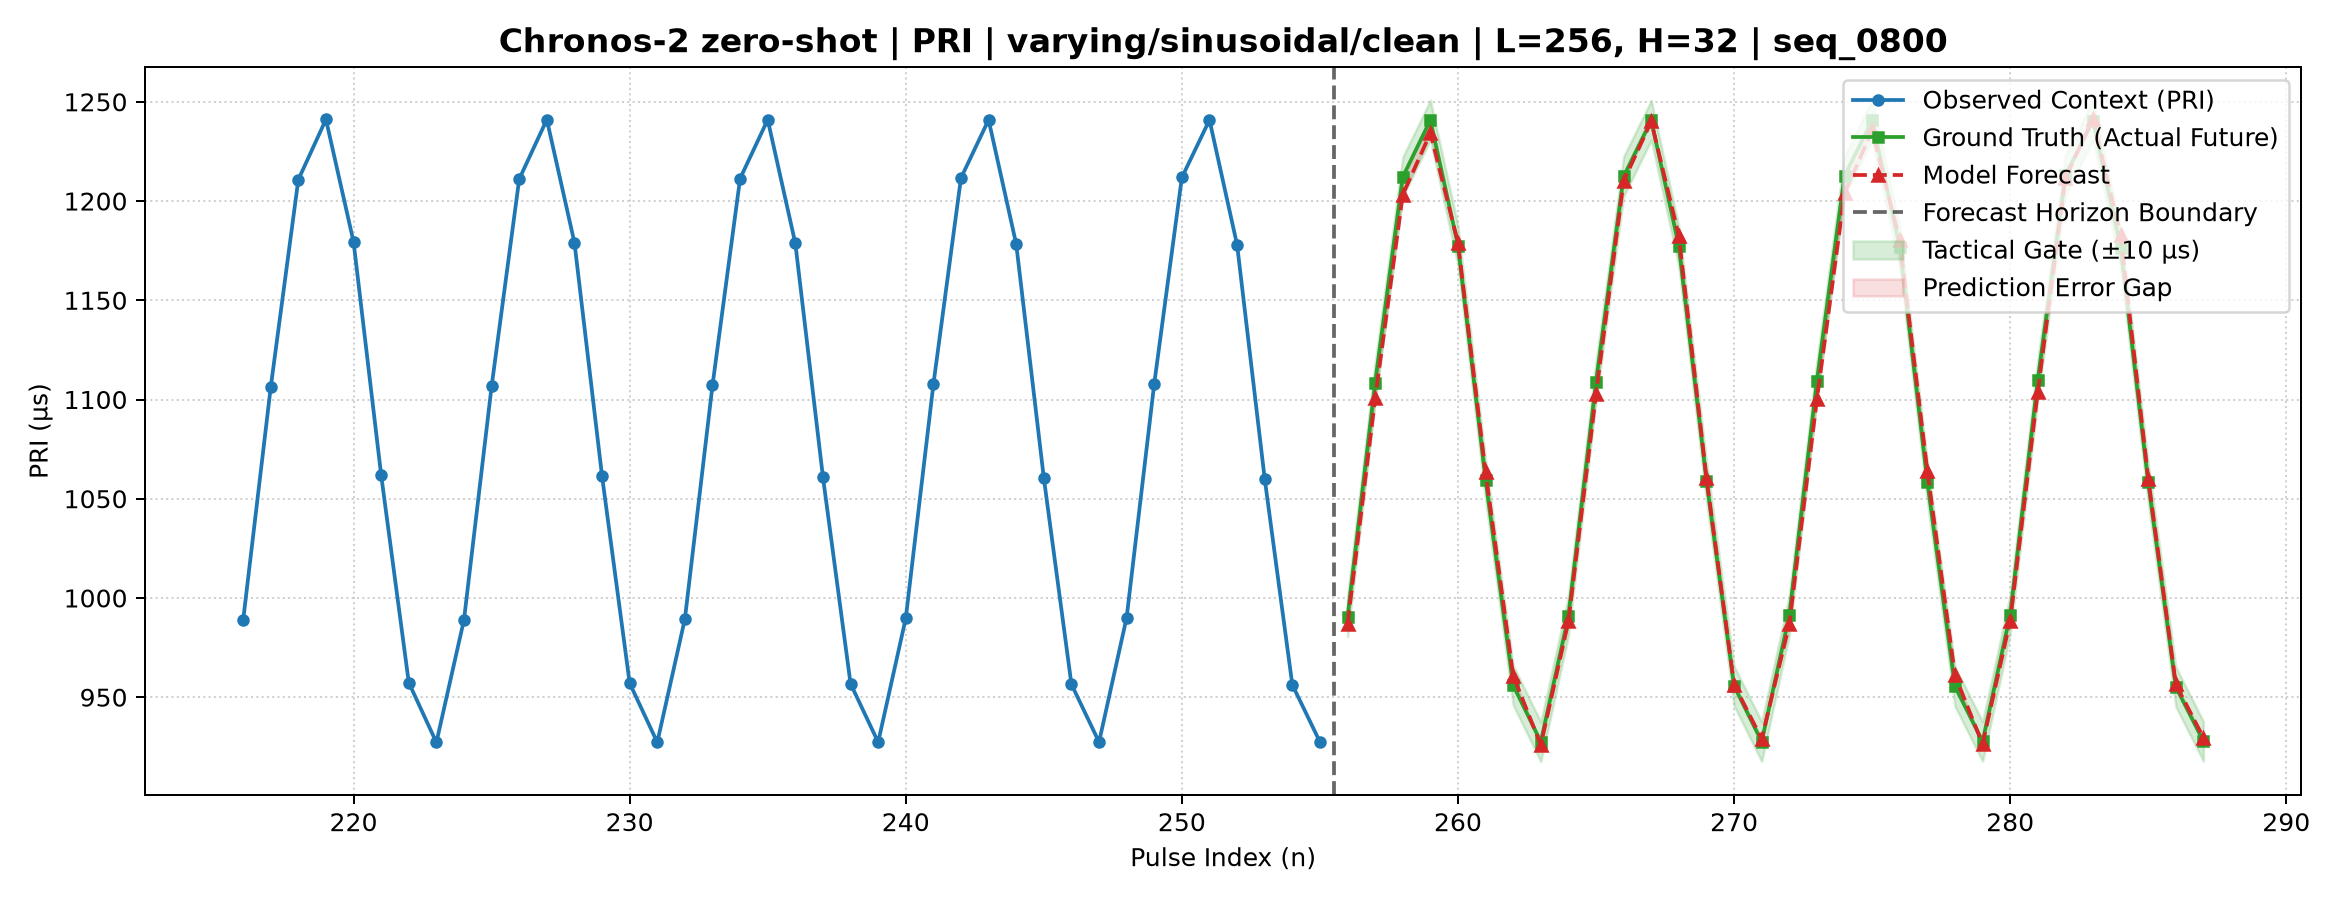 Chronos-2 zero-shot | PRI | varying/sinusoidal/clean | L=256, H=32 | seq_0800
PRI (µs)
1250
1200
1150
1100
1050
1000
950
Observed Context (PRI)
Ground Truth (Actual Future)
Model Forecast
Forecast Horizon Boundary
Tactical Gate (±10 µs)
Prediction Error Gap
220 230 240 250 260 270 280 290
Pulse Index (n)